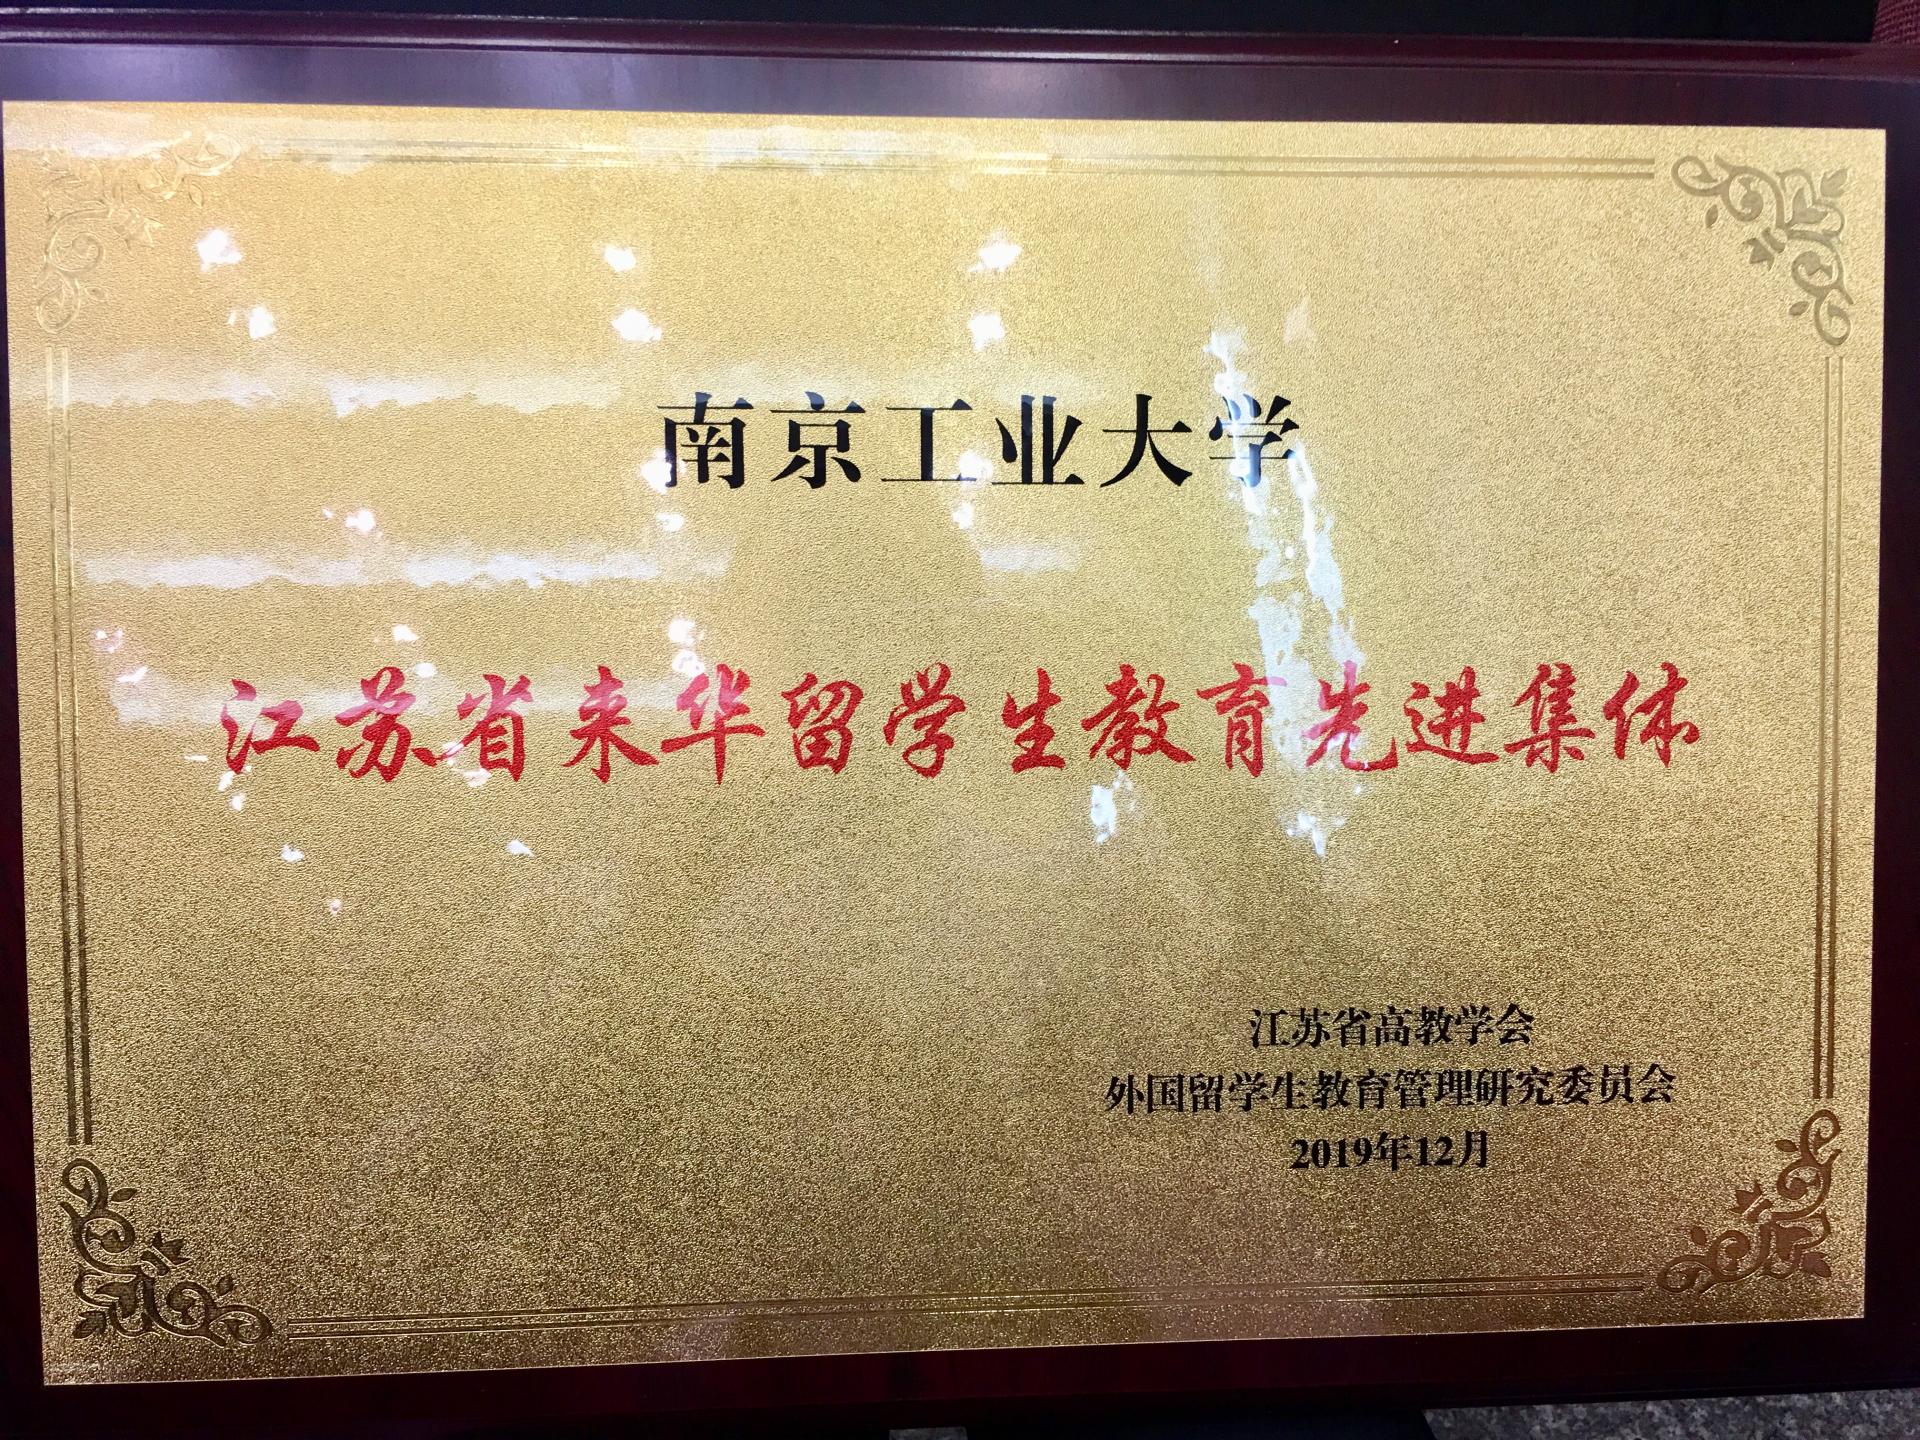 南京工业大学
江苏省来华留学生教育先进集体
江苏省高教学会
外国留学生教育管理研究委员会
2019年12月